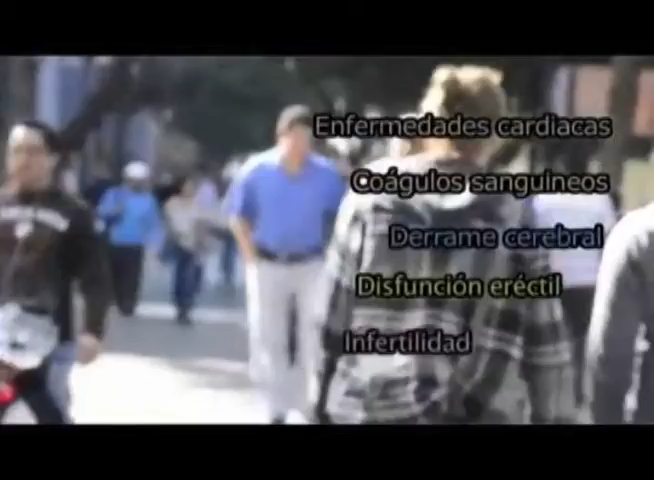 Enfermedades cardiacas
Coágulos sanguineos
Derrame cerebral
Disfunción eréctil
Infertilidad